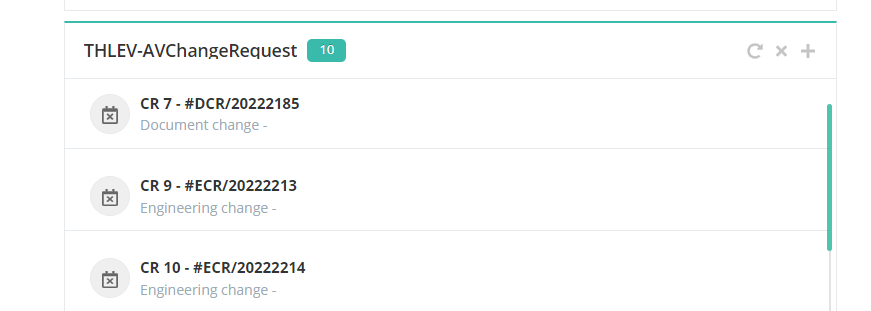 THLEV-AVChangeRequest 10
CR 7 - #DCR/20222185
Document change -
CR 9 - #ECR/20222213
Engineering change -
CR 10 - #ECR/20222214
Engineering change -